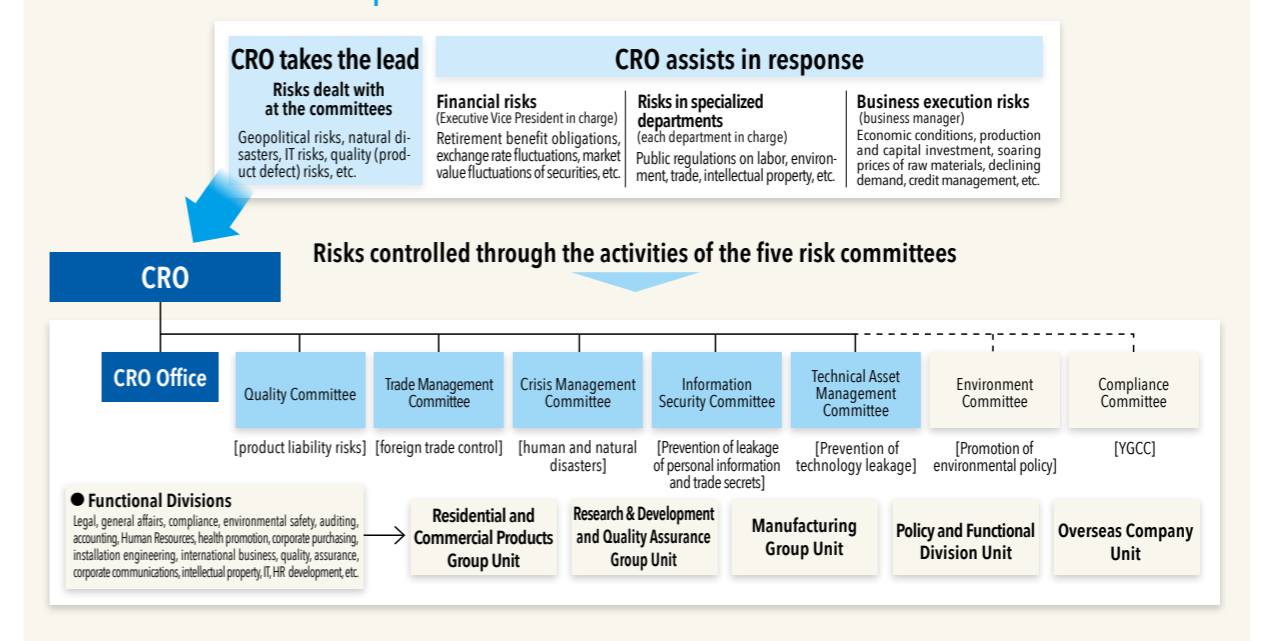 CRO takes the lead
Risks dealt with
at the committees
Geopolitical risks, natural di-
sasters, IT risks, quality (prod-
uct defect) risks, etc.
CRO assists in response
Financial risks
(Executive Vice President in charge)
Retirement benefit obligations,
exchange rate fluctuations, market
value fluctuations of securities, etc.
Risks in specialized
departments
(each department in charge)
Public regulations on labor, environ-
ment, trade, intellectual property, etc.
Business execution risks
(business manager)
Economic conditions, production
and capital investment, soaring
prices of raw materials, declining
demand, credit management, etc.
Risks controlled through the activities of the five risk committees
CRO
CRO Office
Quality Committee
[product liability risks]
Trade Management
Committee
[foreign trade control]
Crisis Management
Committee
[human and natural
disasters]
Information
Security Committee
[Prevention of leakage
of personal information
and trade secrets]
Technical Asset
Management
Committee
[Prevention of
technology leakage]
Environment
Committee
[Promotion of
environmental policy]
Compliance
Committee
[YGCC]
● Functional Divisions
Legal, general affairs, compliance, environmental safety, auditing,
accounting, Human Resources, health promotion, corporate purchasing,
installation engineering, international business, quality, assurance,
corporate communications, intellectual property, IT, HR development, etc.
Residential and
Commercial Products
Group Unit
Research & Development
and Quality Assurance
Group Unit
Manufacturing
Group Unit
Policy and Functional
Division Unit
Overseas Company
Unit